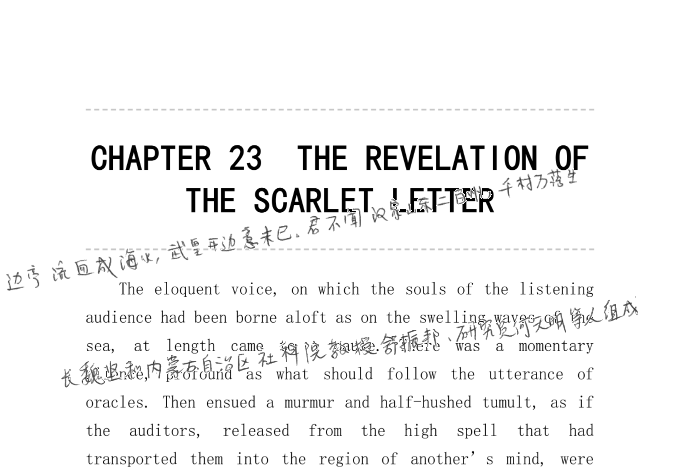 CHAPTER 23 THE REVELATION OF
THE SCARLET LETTER
边亭流血成海水，武皇开边意未已。君不闻汉家山东二百州，千村万落生
The eloquent voice, on which the souls of the listening
audience had been borne aloft as on the swelling waves of the
sea, at length came to a pause. There was a momentary
长魏坚和内蒙古自治区社科院教授舒振邦、研究员何天明等人组成
silence, profound as what should follow the utterance of
oracles. Then ensued a murmur and half-hushed tumult, as if
the auditors, released from the high spell that had
transported them into the region of another's mind, were